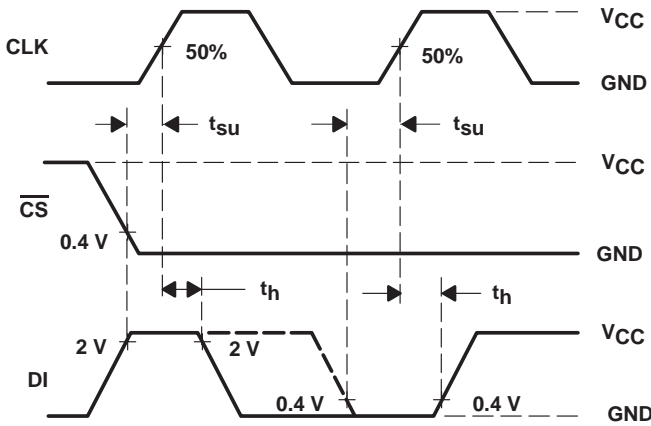 VCC
CLK
50%
50%
GND
tsu
tsu
VCC
CS
0.4 V
GND
th
th
VCC
2 V
2 V
DI
0.4 V
0.4 V
GND